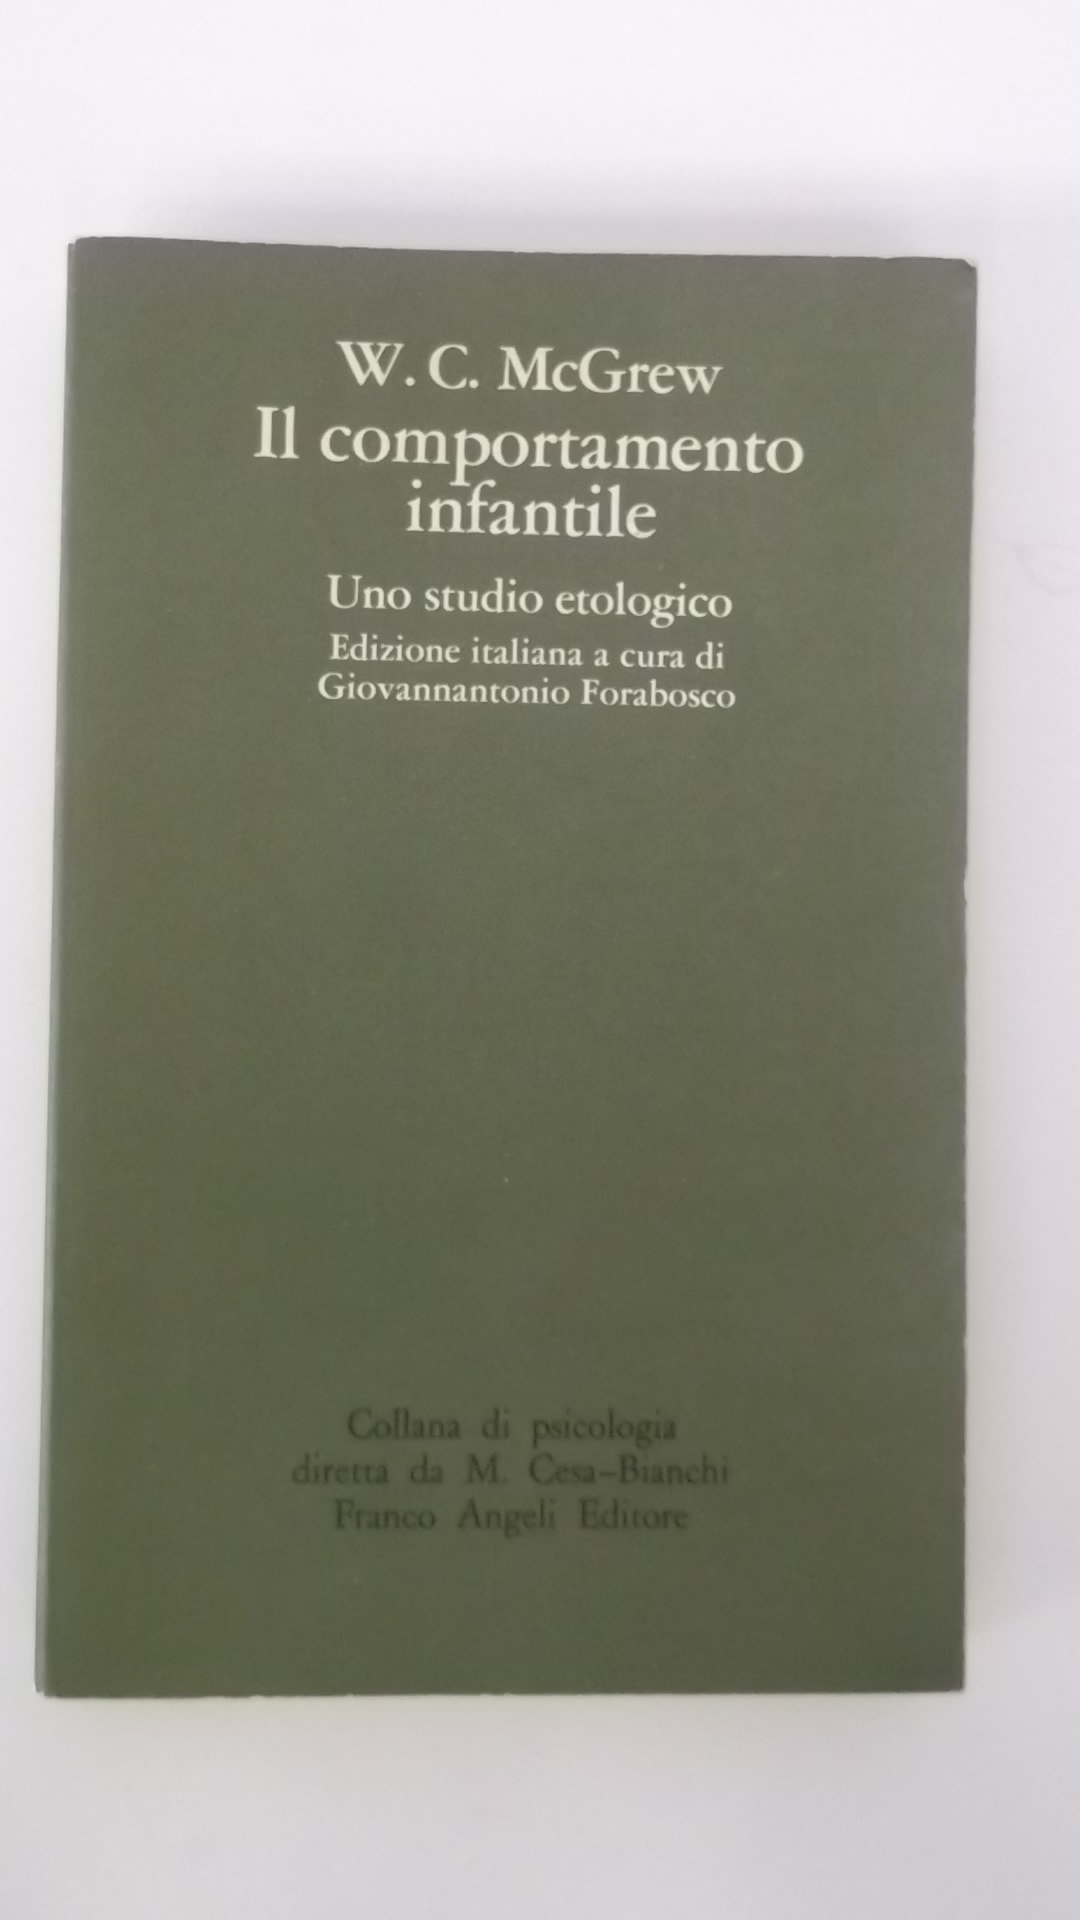 W. C. McGrew
Il comportamento
infantile
Uno studio etologico
Edizione italiana a cura di
Giovannantonio Forabosco
Collana di psicologia
diretta da M. Cesa-Bianchi
Franco Angeli Editore